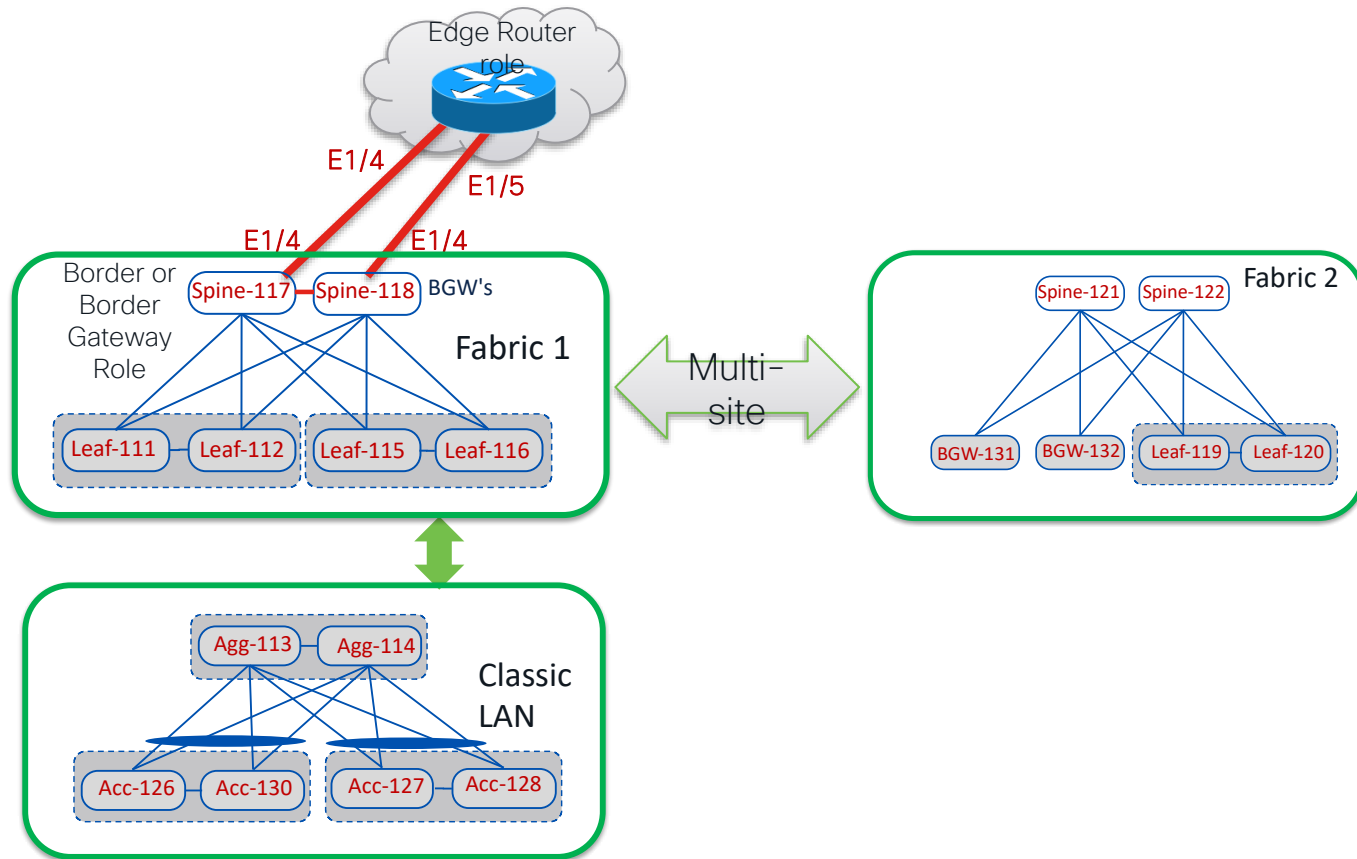 Edge Router
role
E1/4
E1/5
E1/4
E1/4
Border or
Border
Gateway
Role
Spine-117
Spine-118
BGW's
Fabric 1
Leaf-111
Leaf-112
Leaf-115
Leaf-116
Multi-
site
Spine-121
Spine-122
Fabric 2
BGW-131
BGW-132
Leaf-119
Leaf-120
Agg-113
Agg-114
Classic
LAN
Acc-126
Acc-130
Acc-127
Acc-128